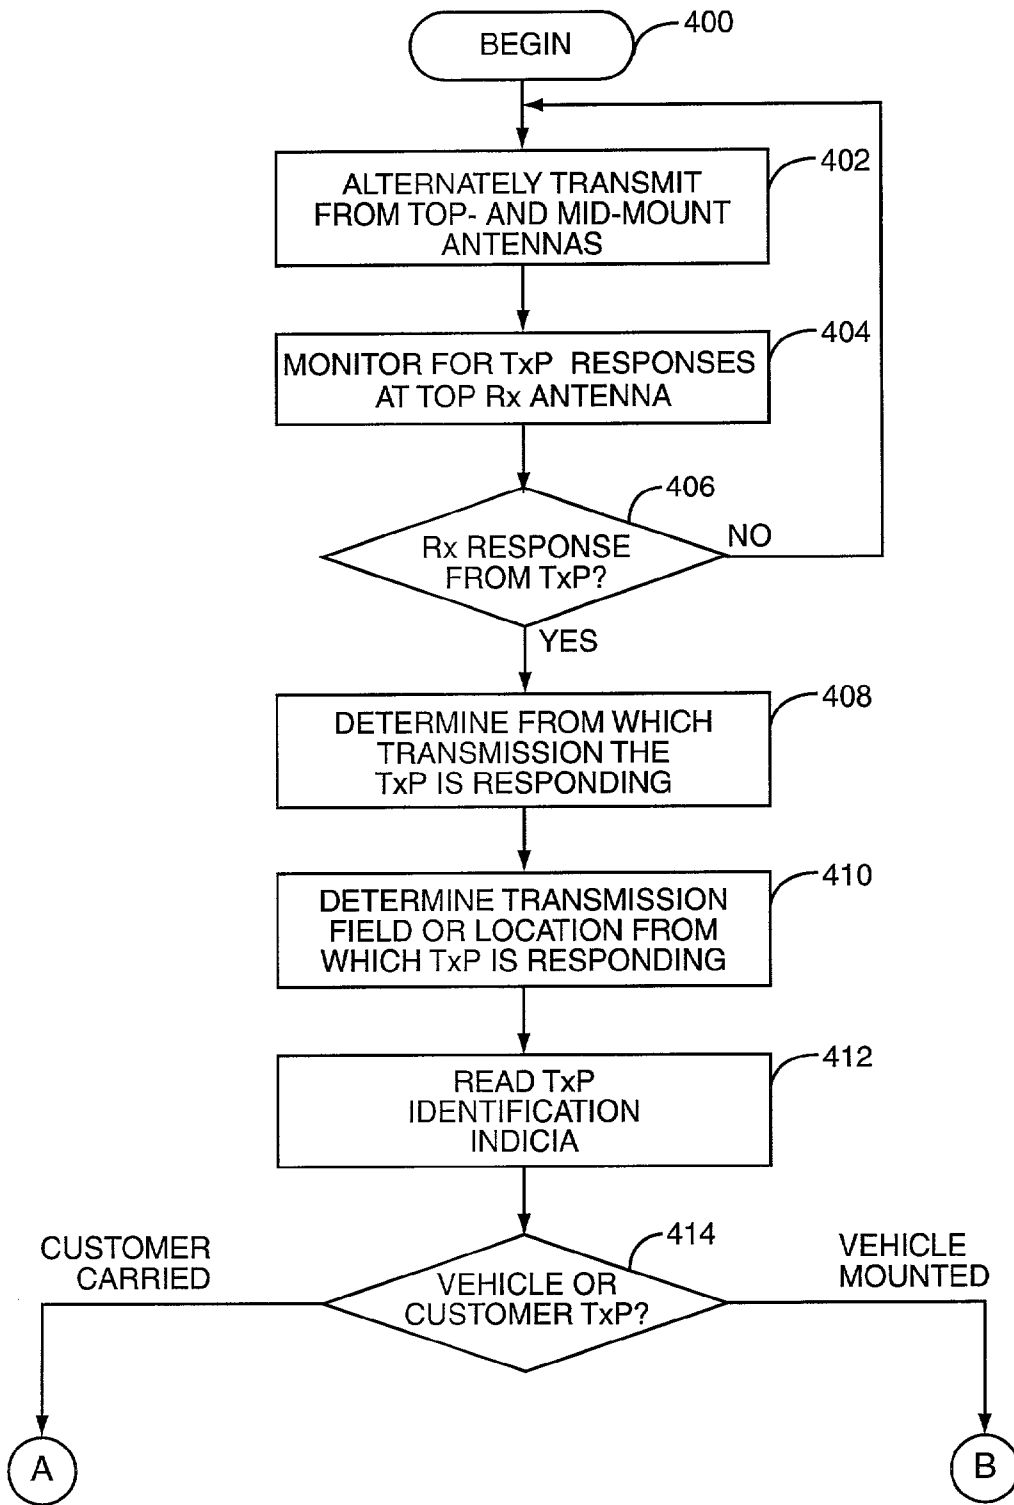 BEGIN
400
402
ALTERNATELY TRANSMIT
FROM TOP- AND MID-MOUNT
ANTENNAS
404
MONITOR FOR TxP RESPONSES
AT TOP Rx ANTENNA
406
Rx RESPONSE
FROM TxP?
NO
YES
408
DETERMINE FROM WHICH
TRANSMISSION THE
TxP IS RESPONDING
410
DETERMINE TRANSMISSION
FIELD OR LOCATION FROM
WHICH TxP IS RESPONDING
412
READ TxP
IDENTIFICATION
INDICIA
414
CUSTOMER
CARRIED
VEHICLE OR
CUSTOMER TxP?
VEHICLE
MOUNTED
A
B